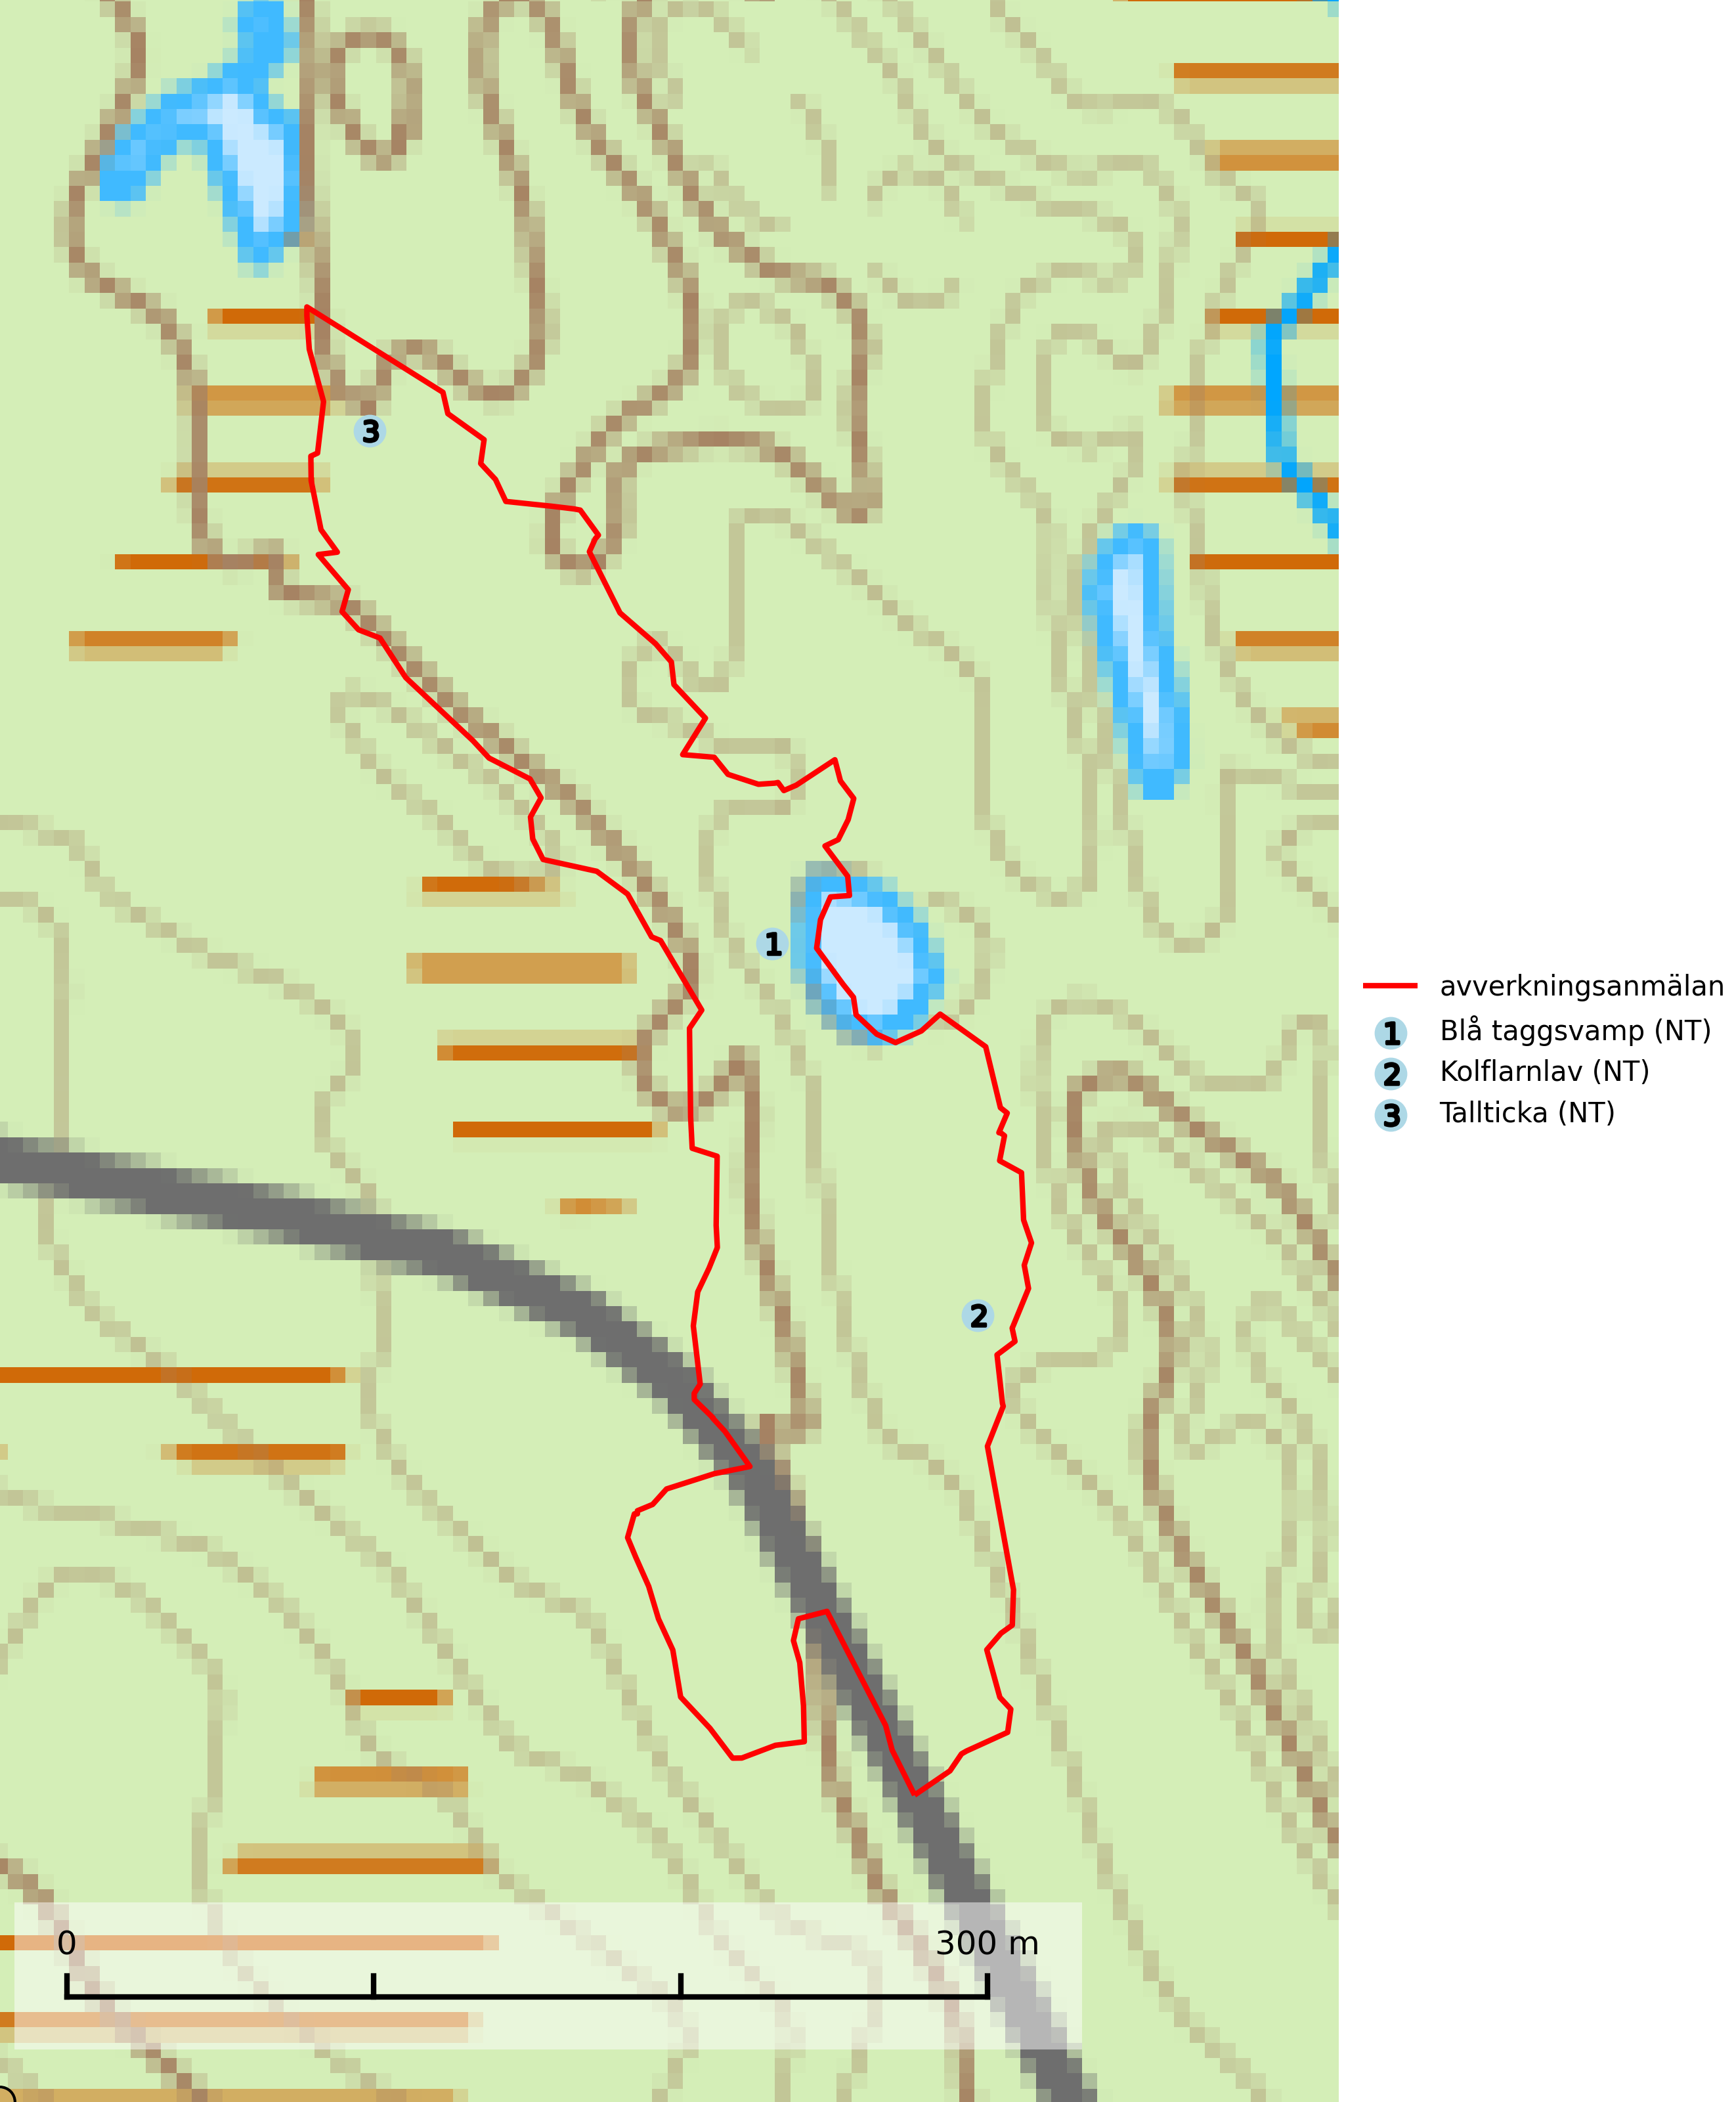 3
1
2
avverkningsanmälan
1 Blå taggsvamp (NT)
2 Kolflarnlav (NT)
3 Tallticka (NT)
0 300 m